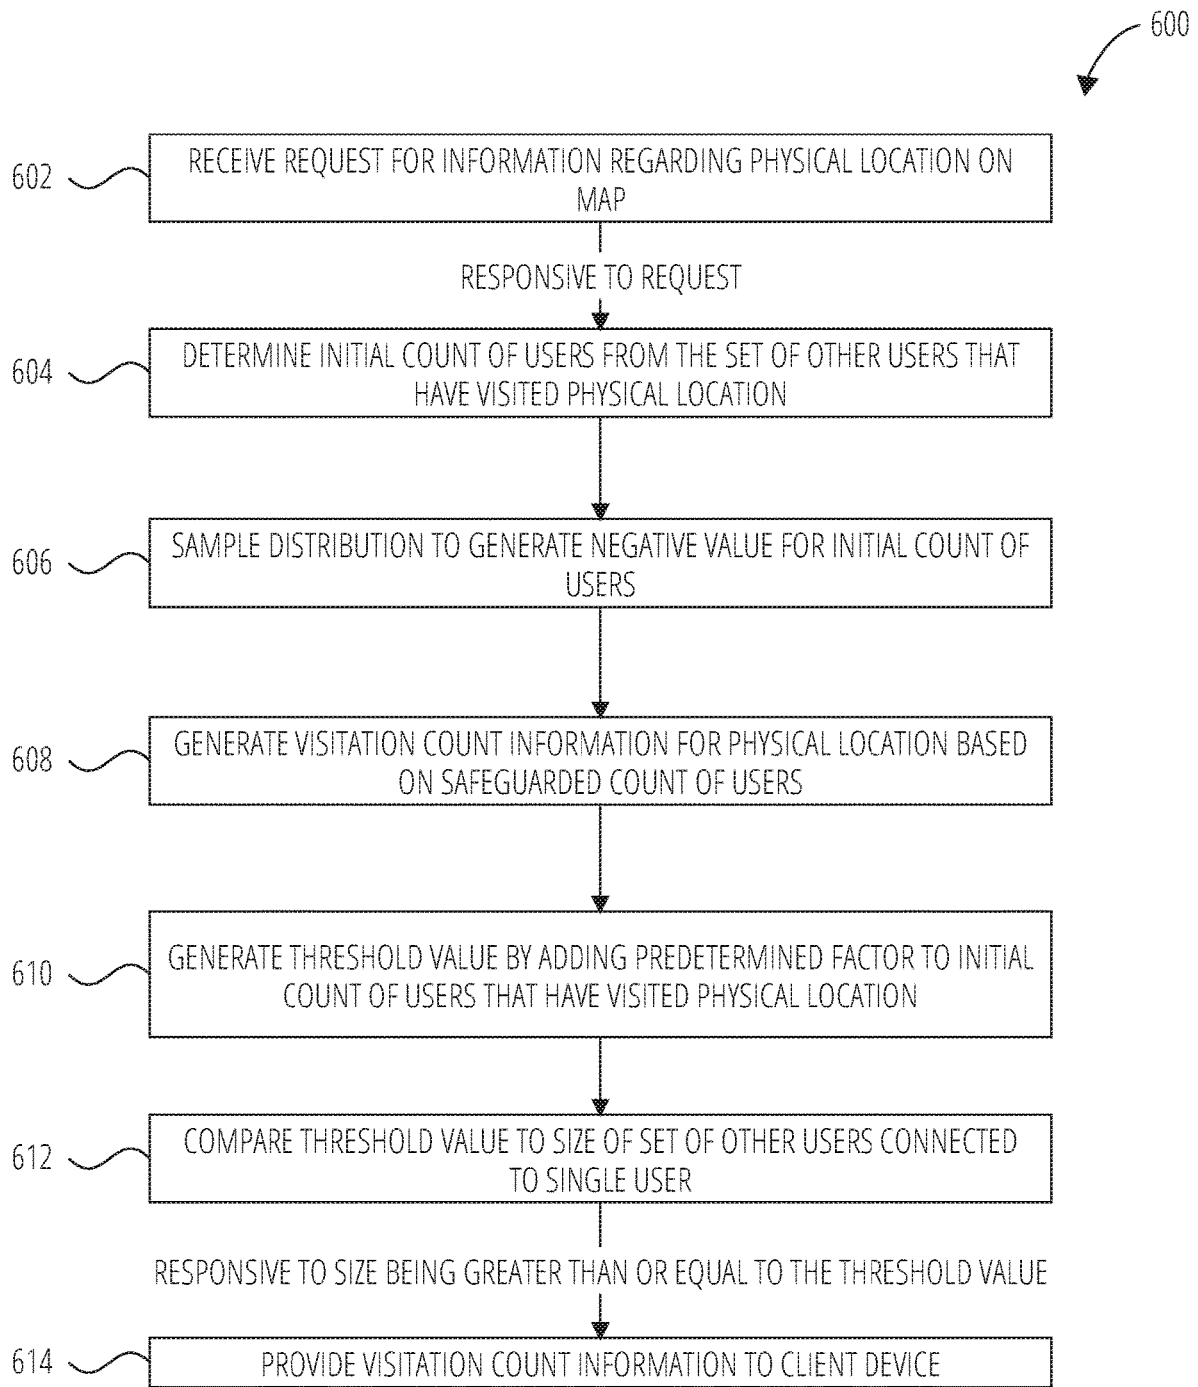 600
602
RECEIVE REQUEST FOR INFORMATION REGARDING PHYSICAL LOCATION ON
MAP
RESPONSIVE TO REQUEST
604
DETERMINE INITIAL COUNT OF USERS FROM THE SET OF OTHER USERS THAT
HAVE VISITED PHYSICAL LOCATION
606
SAMPLE DISTRIBUTION TO GENERATE NEGATIVE VALUE FOR INITIAL COUNT OF
USERS
608
GENERATE VISITATION COUNT INFORMATION FOR PHYSICAL LOCATION BASED
ON SAFEGUARDED COUNT OF USERS
610
GENERATE THRESHOLD VALUE BY ADDING PREDETERMINED FACTOR TO INITIAL
COUNT OF USERS THAT HAVE VISITED PHYSICAL LOCATION
612
COMPARE THRESHOLD VALUE TO SIZE OF SET OF OTHER USERS CONNECTED
TO SINGLE USER
RESPONSIVE TO SIZE BEING GREATER THAN OR EQUAL TO THE THRESHOLD VALUE
614
PROVIDE VISITATION COUNT INFORMATION TO CLIENT DEVICE